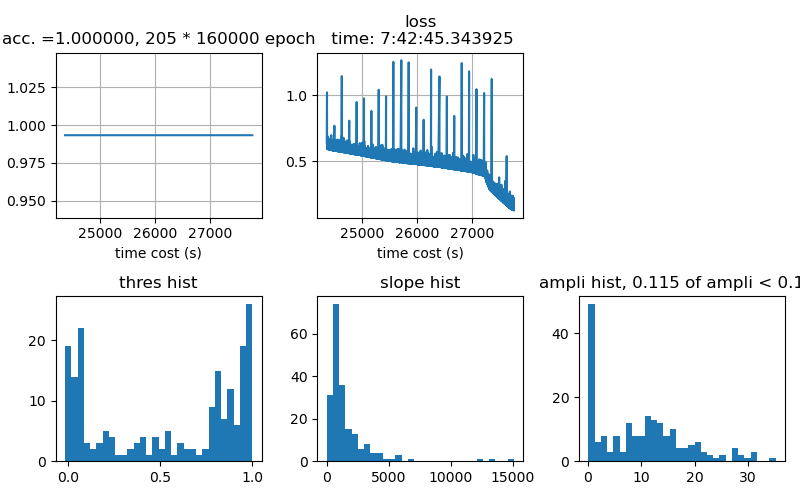 loss
acc. =1.000000, 205 * 160000 epoch
time: 7:42:45.343925
1.025
1.000
0.975
0.950
25000 26000 27000
time cost (s)
1.0
0.5
25000 26000 27000
time cost (s)
thres hist
20
10
0
0.0 0.5 1.0
slope hist
60
40
20
0
0 5000 10000 15000
ampli hist, 0.115 of ampli < 0.1
40
20
0
0 10 20 30